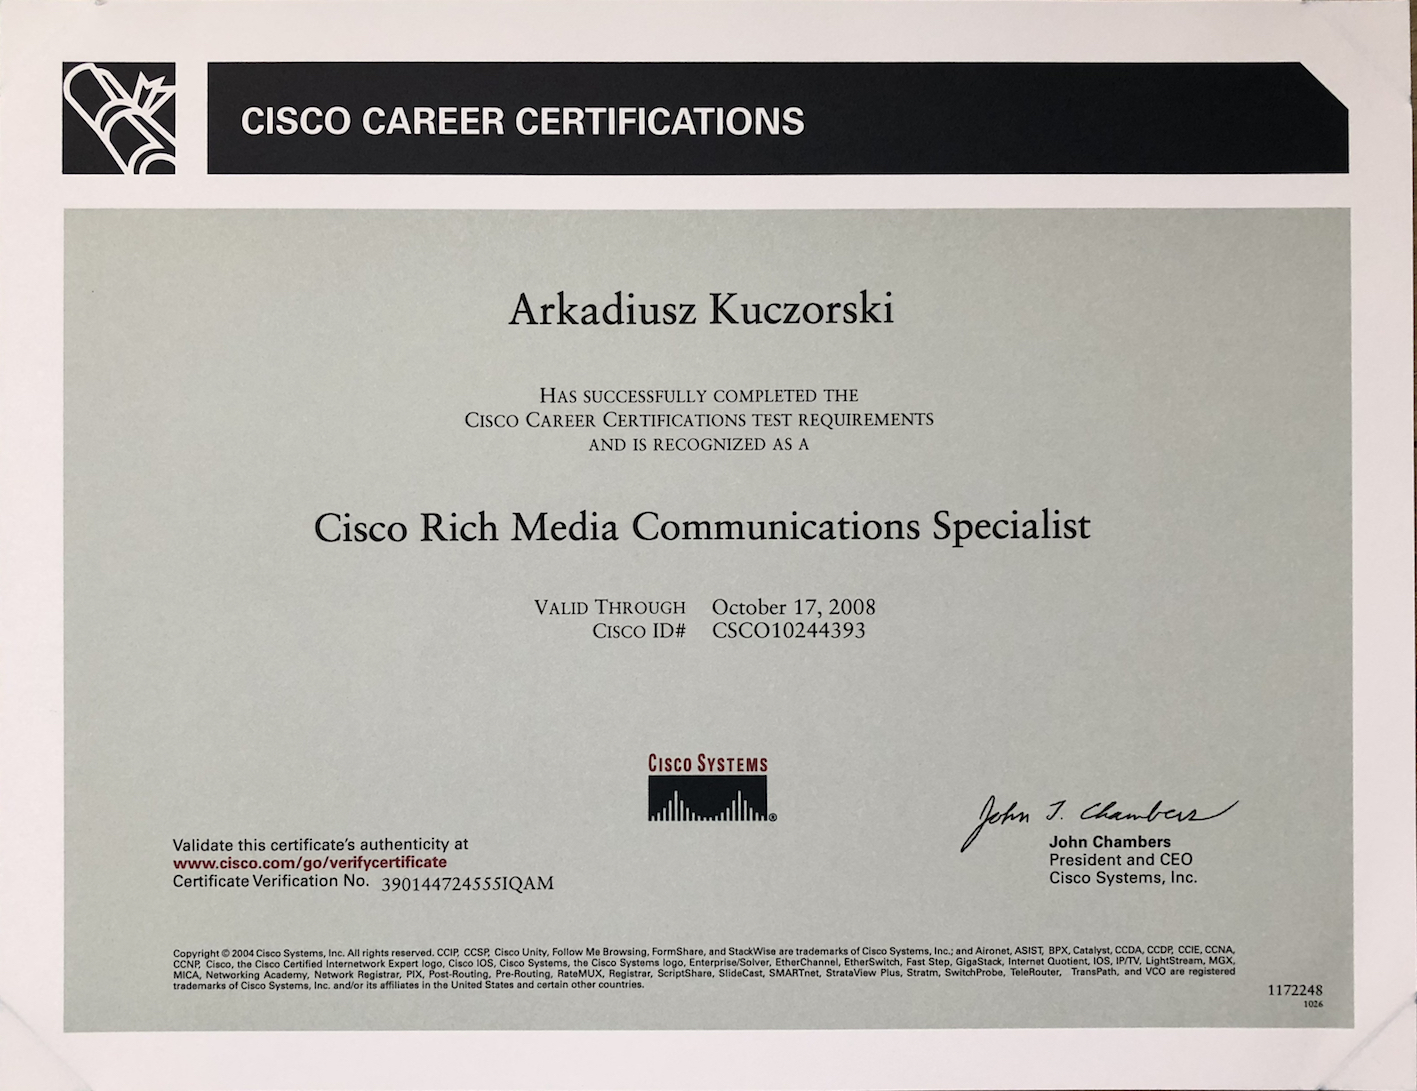 CISCO CAREER CERTIFICATIONS
Arkadiusz Kuczorski
HAS SUCCESSFULLY COMPLETED THE
CISCO CAREER CERTIFICATIONS TEST REQUIREMENTS
AND IS RECOGNIZED AS A
Cisco Rich Media Communications Specialist
VALID THROUGH October 17, 2008
CISCO ID# CSCO10244393
CISCO SYSTEMS
®
John T. Chambers
John Chambers
President and CEO
Cisco Systems, Inc.
Validate this certificate's authenticity at
www.cisco.com/go/verifycertificate
Certificate Verification No. 390144724555IQAM
Copyright © 2004 Cisco Systems, Inc. All rights reserved. CCIP, CCSP, Cisco Unity, Follow Me Browsing, FormShare, and StackWise are trademarks of Cisco Systems, Inc.; and Aironet, ASIST, BPX, Catalyst, CCDA, CCDP, CCIE, CCNA,
CCNP, Cisco, the Cisco Certified Internetwork Expert logo, Cisco IOS, Cisco Systems, the Cisco Systems logo, Enterprise/Solver, EtherChannel, EtherSwitch, Fast Step, GigaStack, Internet Quotient, IOS, IP/TV, LightStream, MGX,
MICA, Networking Academy, Network Registrar, PIX, Post-Routing, Pre-Routing, RateMUX, Registrar, ScriptShare, SlideCast, SMARTnet, StrataView Plus, Stratm, SwitchProbe, TeleRouter, TransPath, and VCO are registered
trademarks of Cisco Systems, Inc. and/or its affiliates in the United States and certain other countries.
1172248
1026